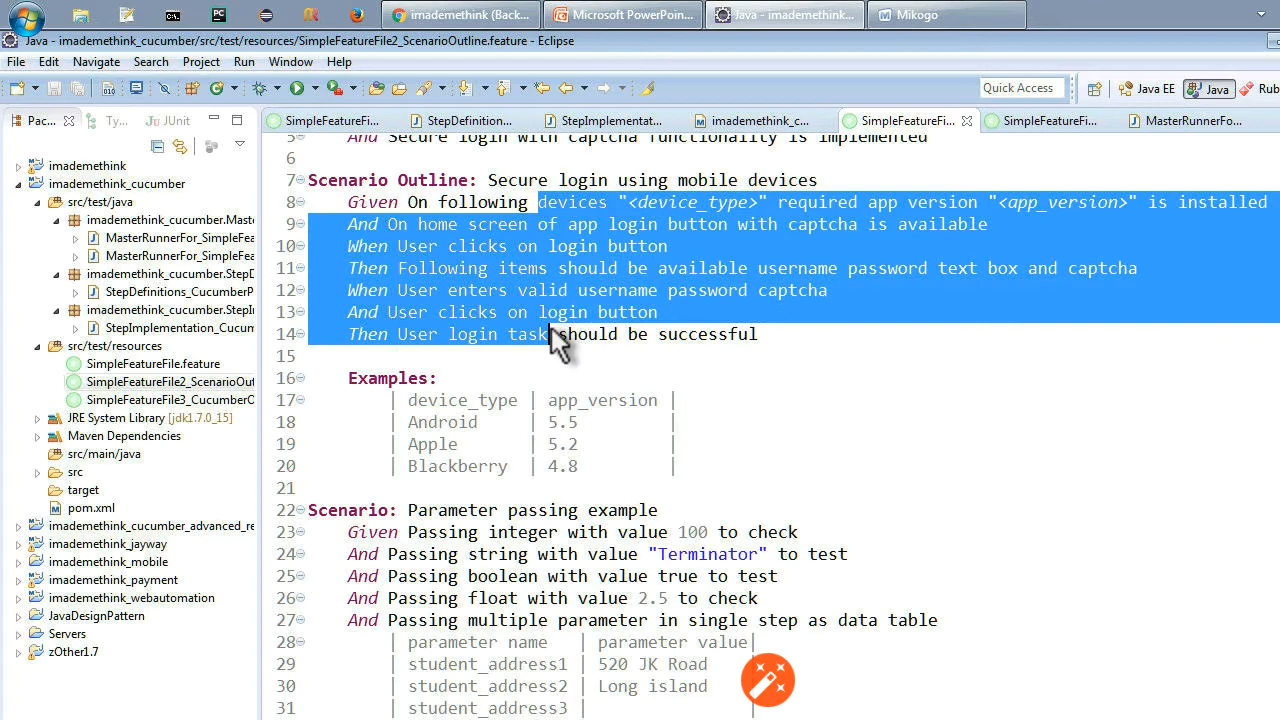 imademethink (Back...
Microsoft PowerPoin...
Java - imademethink...
Mikogo
Java - imademethink_cucumber/src/test/resources/SimpleFeatureFile2_ScenarioOutline.feature - Eclipse
File Edit Navigate Search Project Run Window Help
Quick Access
Java EE
Java
Rub
Pac...
Ty...
JUnit
SimpleFeatureFi...
StepDefinition...
StepImplementat...
imademethink_c...
SimpleFeatureFi...
SimpleFeatureFi...
MasterRunnerFo...
imademethink
imademethink_cucumber
src/test/java
imademethink_cucumber.Mast
MasterRunnerFor_SimpleFea
MasterRunnerFor_SimpleFea
imademethink_cucumber.StepD
StepDefinitions_CucumberP
imademethink_cucumber.StepIn
StepImplementation_Cucum
src/test/resources
SimpleFeatureFile.feature
SimpleFeatureFile2_ScenarioOut
SimpleFeatureFile3_CucumberO
JRE System Library [jdk1.7.0_15]
Maven Dependencies
src/main/java
src
target
pom.xml
imademethink_cucumber_advanced_re
imademethink_jayway
imademethink_mobile
imademethink_payment
imademethink_webautomation
JavaDesignPattern
Servers
zOther1.7
5 And Secure login with captcha functionality is implemented
6
7 Scenario Outline: Secure login using mobile devices
8 Given On following devices "<device_type>" required app version "<app_version>" is installed
9 And On home screen of app login button with captcha is available
10 When User clicks on login button
11 Then Following items should be available username password text box and captcha
12 When User enters valid username password captcha
13 And User clicks on login button
14 Then User login task should be successful
15
16 Examples:
17 | device_type | app_version |
18 | Android | 5.5 |
19 | Apple | 5.2 |
20 | Blackberry | 4.8 |
21
22 Scenario: Parameter passing example
23 Given Passing integer with value 100 to check
24 And Passing string with value "Terminator" to test
25 And Passing boolean with value true to test
26 And Passing float with value 2.5 to check
27 And Passing multiple parameter in single step as data table
28 | parameter name | parameter value|
29 | student_address1 | 520 JK Road
30 | student_address2 | Long island
31 | student_address3 |